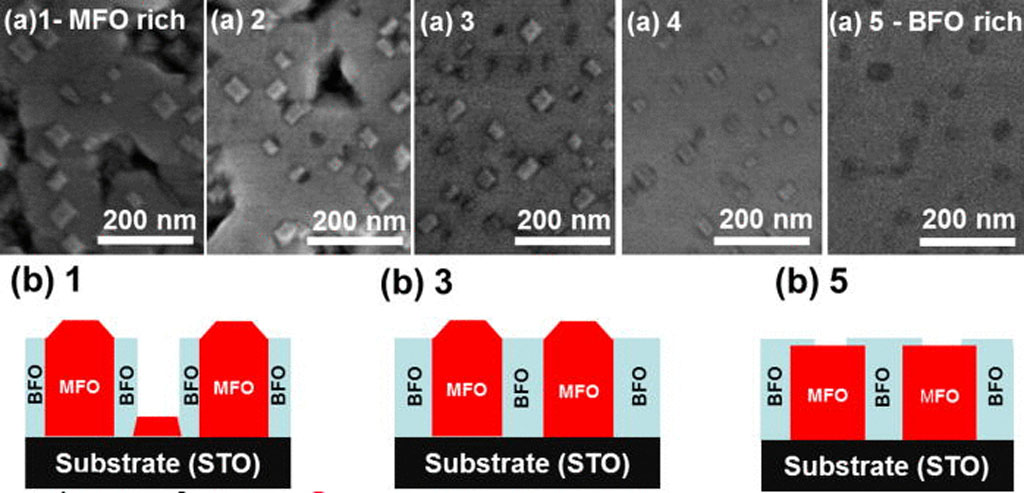 (a)1- MFO rich
(a) 2
(a) 3
(a) 4
(a) 5 - BFO rich
200 nm
200 nm
200 nm
200 nm
200 nm
(b) 1
(b) 3
(b) 5
BFO
MFO
BFO
MFO
BFO
Substrate (STO)
BFO
MFO
BFO
MFO
BFO
Substrate (STO)
BFO
MFO
BFO
MFO
BFO
Substrate (STO)